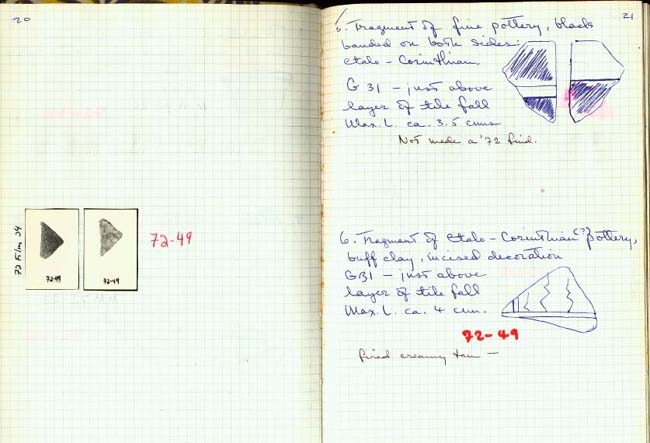 20
72 Film 34
72-49
72-49
72-49
21
6. Fragment of fine pottery, black
banded on both sides:
Etalo-Corinthian.
G31 - just above
layer of tile fall
Max. L. ca. 3.5 cms
Not made a '72 find.
6. Fragment of Etalo-Corinthian (?) pottery,
buff clay, incised decoration
G31 - just above
layer of tile fall
Max. L. ca. 4 cm.
72-49
fired creamy tan -